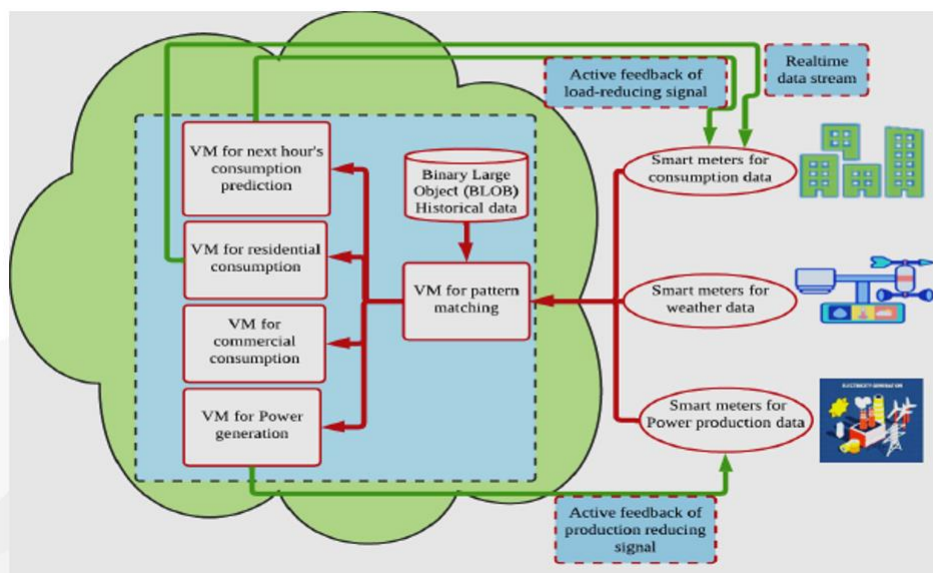 Active feedback of
load-reducing signal
Realtime
data stream
VM for next hour's
consumption
prediction
Binary Large
Object (BLOB)
Historical data
Smart meters for
consumption data
VM for residential
consumption
VM for pattern
matching
Smart meters for
weather data
VM for
commercial
consumption
VM for Power
generation
Smart meters for
Power production data
ELECTRICITY GENERATION
Active feedback of
production reducing
signal